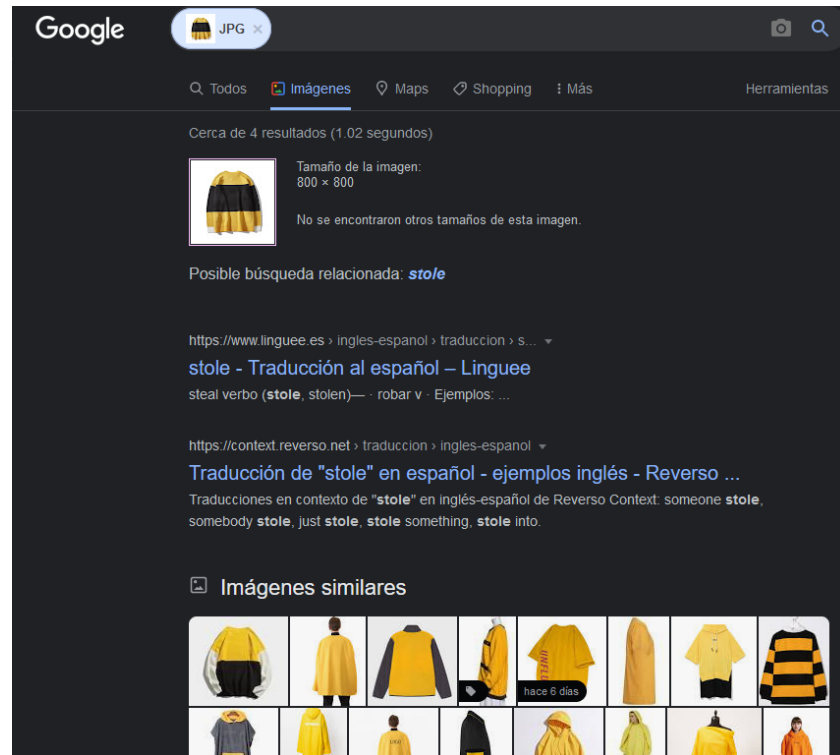 Google
JPG ×
Todos Imágenes Maps Shopping Más Herramientas
Cerca de 4 resultados (1.02 segundos)
Tamaño de la imagen:
800 × 800
No se encontraron otros tamaños de esta imagen.
Posible búsqueda relacionada: stole
https://www.linguee.es › ingles-espanol › traduccion › s...
stole - Traducción al español – Linguee
steal verbo (stole, stolen)— · robar v · Ejemplos: ...
https://context.reverso.net › traduccion › ingles-espanol
Traducción de "stole" en español - ejemplos inglés - Reverso ...
Traducciones en contexto de "stole" en inglés-español de Reverso Context: someone stole,
somebody stole, just stole, stole something, stole into.
Imágenes similares
hace 6 días